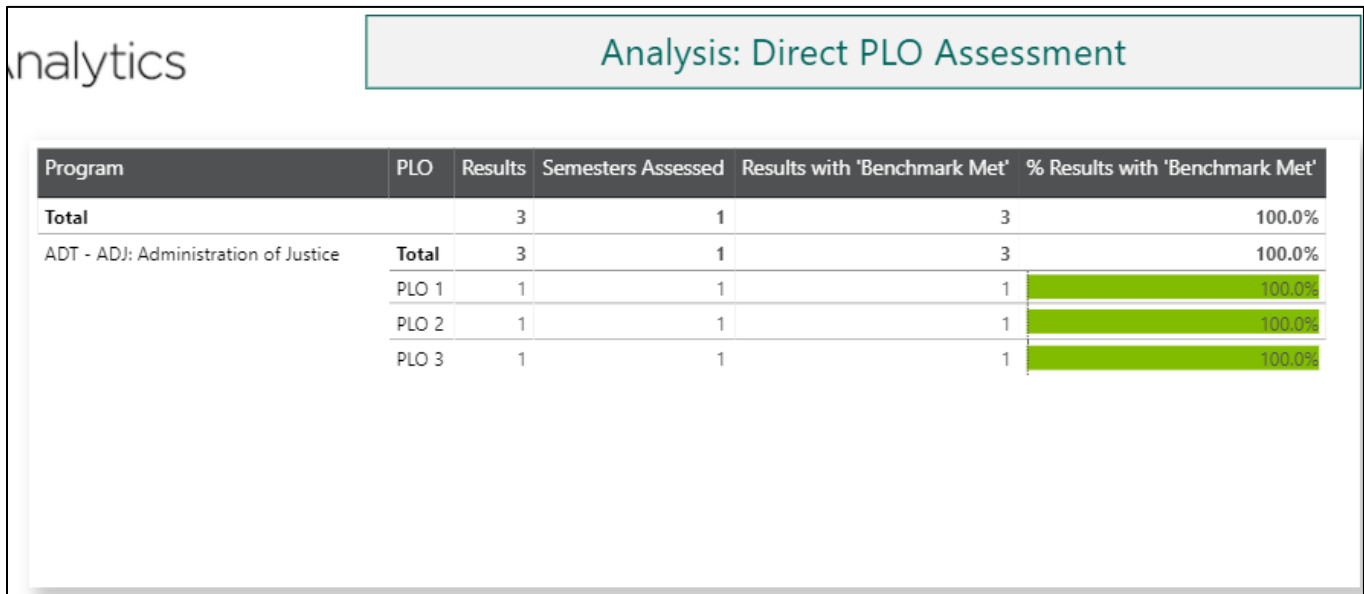 nalytics
Analysis: Direct PLO Assessment
Program PLO Results Semesters Assessed Results with 'Benchmark Met' % Results with 'Benchmark Met'
Total 3 1 3 100.0%
ADT - ADJ: Administration of Justice Total 3 1 3 100.0%
PLO 1 1 1 1 100.0%
PLO 2 1 1 1 100.0%
PLO 3 1 1 1 100.0%